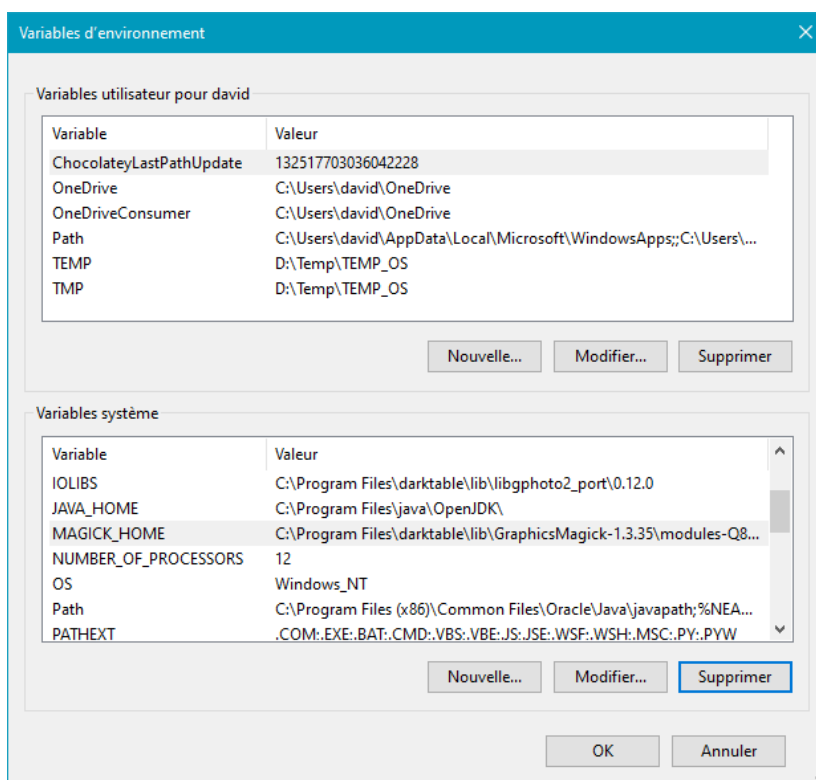 Variables d’environnement
Variables utilisateur pour david
Variable Valeur
ChocolateyLastPathUpdate 132517703036042228
OneDrive C:\Users\david\OneDrive
OneDriveConsumer C:\Users\david\OneDrive
Path C:\Users\david\AppData\Local\Microsoft\WindowsApps;;C:\Users\...
TEMP D:\Temp\TEMP_OS
TMP D:\Temp\TEMP_OS
Nouvelle... Modifier... Supprimer
Variables système
Variable Valeur
IOLIBS C:\Program Files\darktable\lib\libgphoto2_port\0.12.0
JAVA_HOME C:\Program Files\java\OpenJDK\
MAGICK_HOME C:\Program Files\darktable\lib\GraphicsMagick-1.3.35\modules-Q8...
NUMBER_OF_PROCESSORS 12
OS Windows_NT
Path C:\Program Files (x86)\Common Files\Oracle\Java\javapath;%NEA...
PATHEXT .COM;.EXE;.BAT;.CMD;.VBS;.VBE;.JS;.JSE;.WSF;.WSH;.MSC;.PY;.PYW
Nouvelle... Modifier... Supprimer
OK Annuler